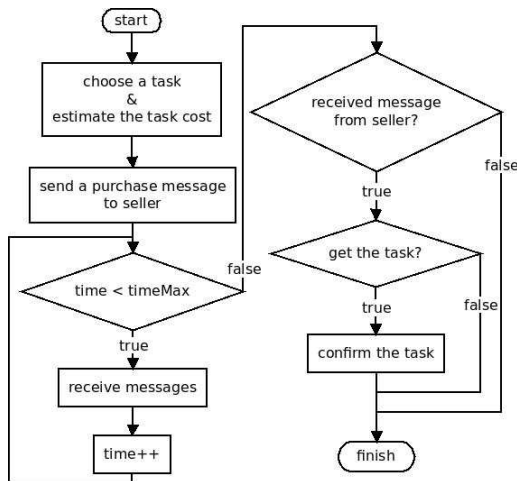 start
choose a task
&
estimate the task cost
send a purchase message
to seller
time < timeMax
false
true
receive messages
time++
received message
from seller?
false
true
get the task?
false
true
confirm the task
finish